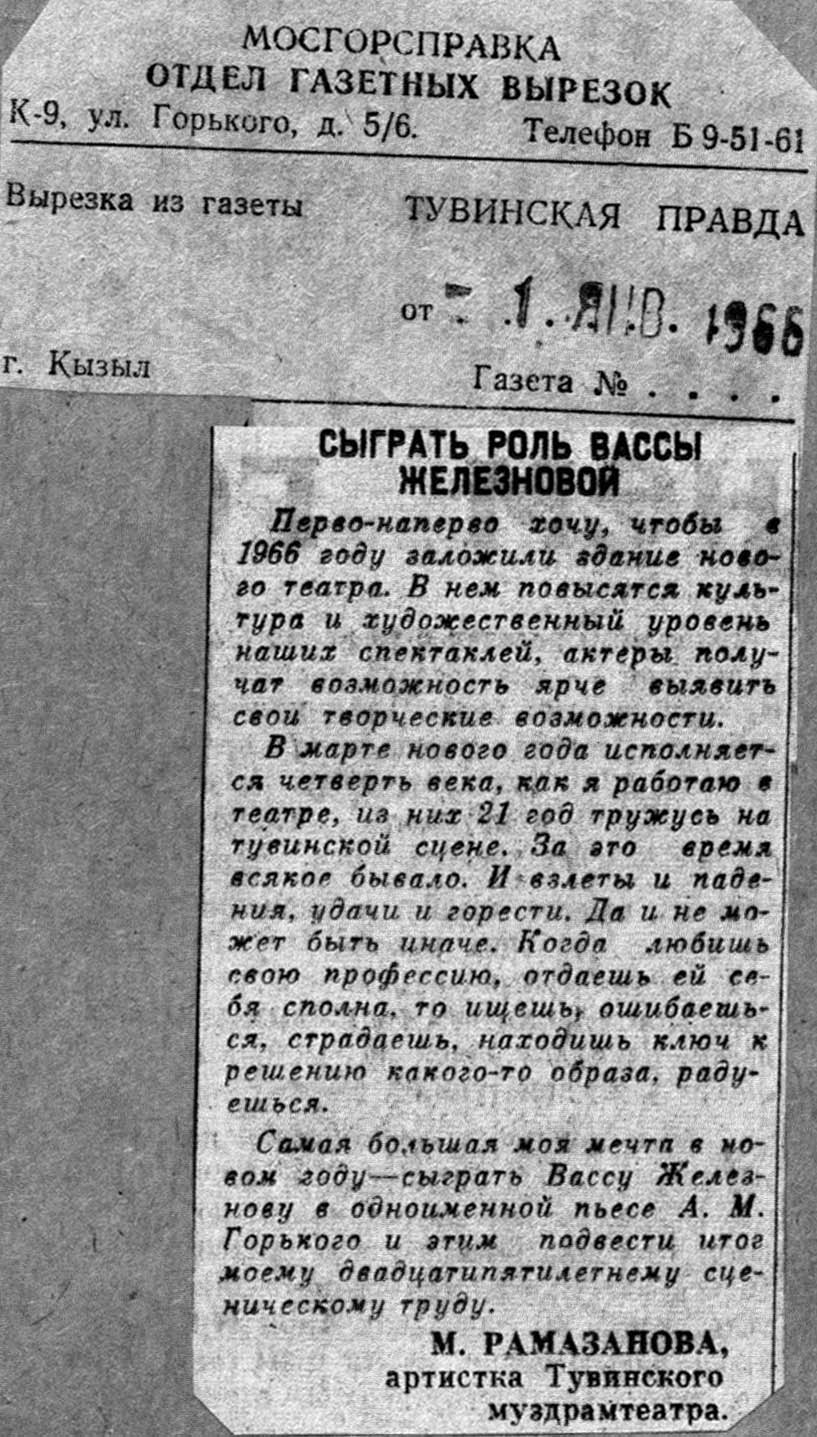 МОСГОРСПРАВКА
ОТДЕЛ ГАЗЕТНЫХ ВЫРЕЗОК
К-9, ул. Горького, д. 5/6. Телефон Б 9-51-61
Вырезка из газеты ТУВИНСКАЯ ПРАВДА
от 1. ЯНВ. 1966
г. Кызыл Газета № . . . .
СЫГРАТЬ РОЛЬ ВАССЫ
ЖЕЛЕЗНОВОЙ
Перво-наперво хочу, чтобы в
1966 году заложили здание ново-
го театра. В нем повысятся куль-
тура и художественный уровень
наших спектаклей, актеры полу-
чат возможность ярче выявить
свои творческие возможности.
В марте нового года исполняет-
ся четверть века, как я работаю в
театре, из них 21 год тружусь на
тувинской сцене. За это время
всякое бывало. И взлеты и паде-
ния, удачи и горести. Да и не мо-
жет быть иначе. Когда любишь
свою профессию, отдаешь ей се-
бя сполна, то ищешь, ошибаешь-
ся, страдаешь, находишь ключ к
решению какого-то образа, раду-
ешься.
Самая большая моя мечта в но-
вом году—сыграть Вассу Желез-
нову в одноименной пьесе А. М.
Горького и этим подвести итог
моему двадцатипятилетнему сце-
ническому труду.
М. РАМАЗАНОВА,
артистка Тувинского
муздрамтеатра.